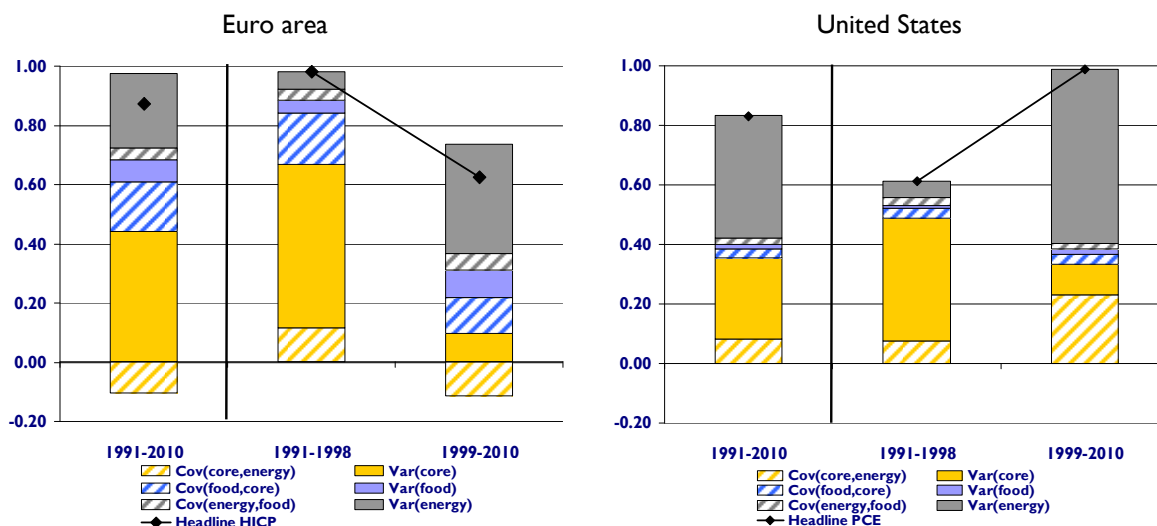 Euro area
1.00
0.80
0.60
0.40
0.20
0.00
-0.20
1991-2010 1991-1998 1999-2010
Cov(core,energy) Var(core)
Cov(food,core) Var(food)
Cov(energy,food) Var(energy)
Headline HICP
United States
1.00
0.80
0.60
0.40
0.20
0.00
-0.20
1991-2010 1991-1998 1999-2010
Cov(core,energy) Var(core)
Cov(food,core) Var(food)
Cov(energy,food) Var(energy)
Headline PCE